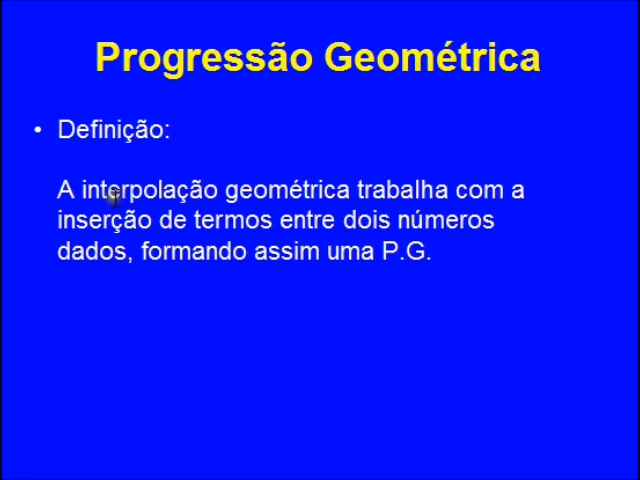 Progressão Geométrica
• Definição:
A interpolação geométrica trabalha com a
inserção de termos entre dois números
dados, formando assim uma P.G.